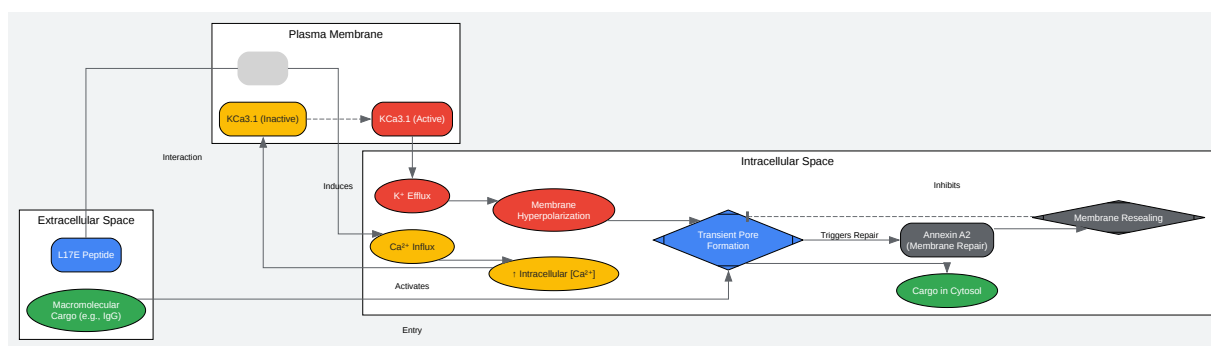 Plasma Membrane
KCa3.1 (Inactive)
KCa3.1 (Active)
Interaction
Induces
Extracellular Space
L17E Peptide
Macromolecular
Cargo (e.g., IgG)
Intracellular Space
K⁺ Efflux
Membrane
Hyperpolarization
Ca²⁺ Influx
↑ Intracellular [Ca²⁺]
Activates
Entry
Transient Pore
Formation
Triggers Repair
Annexin A2
(Membrane Repair)
Inhibits
Membrane Resealing
Cargo in Cytosol